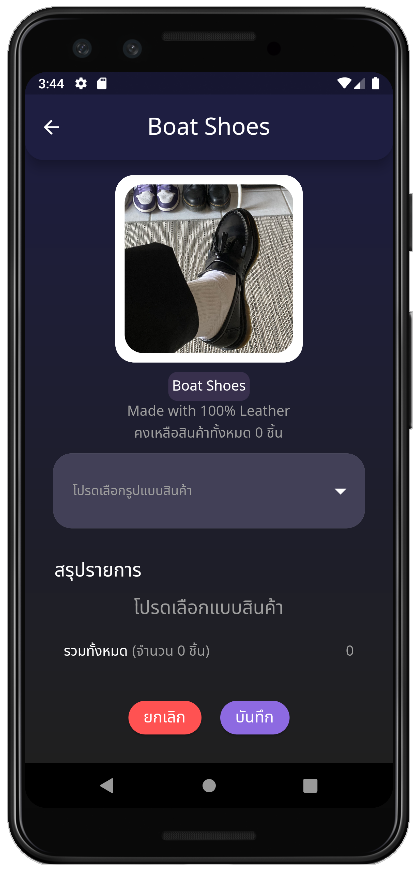 3:44
Boat Shoes
Boat Shoes
Made with 100% Leather
คงเหลือสินค้าทั้งหมด 0 ชิ้น
โปรดเลือกรูปแบบสินค้า
สรุปรายการ
โปรดเลือกแบบสินค้า
รวมทั้งหมด (จำนวน 0 ชิ้น) 0
ยกเลิก บันทึก